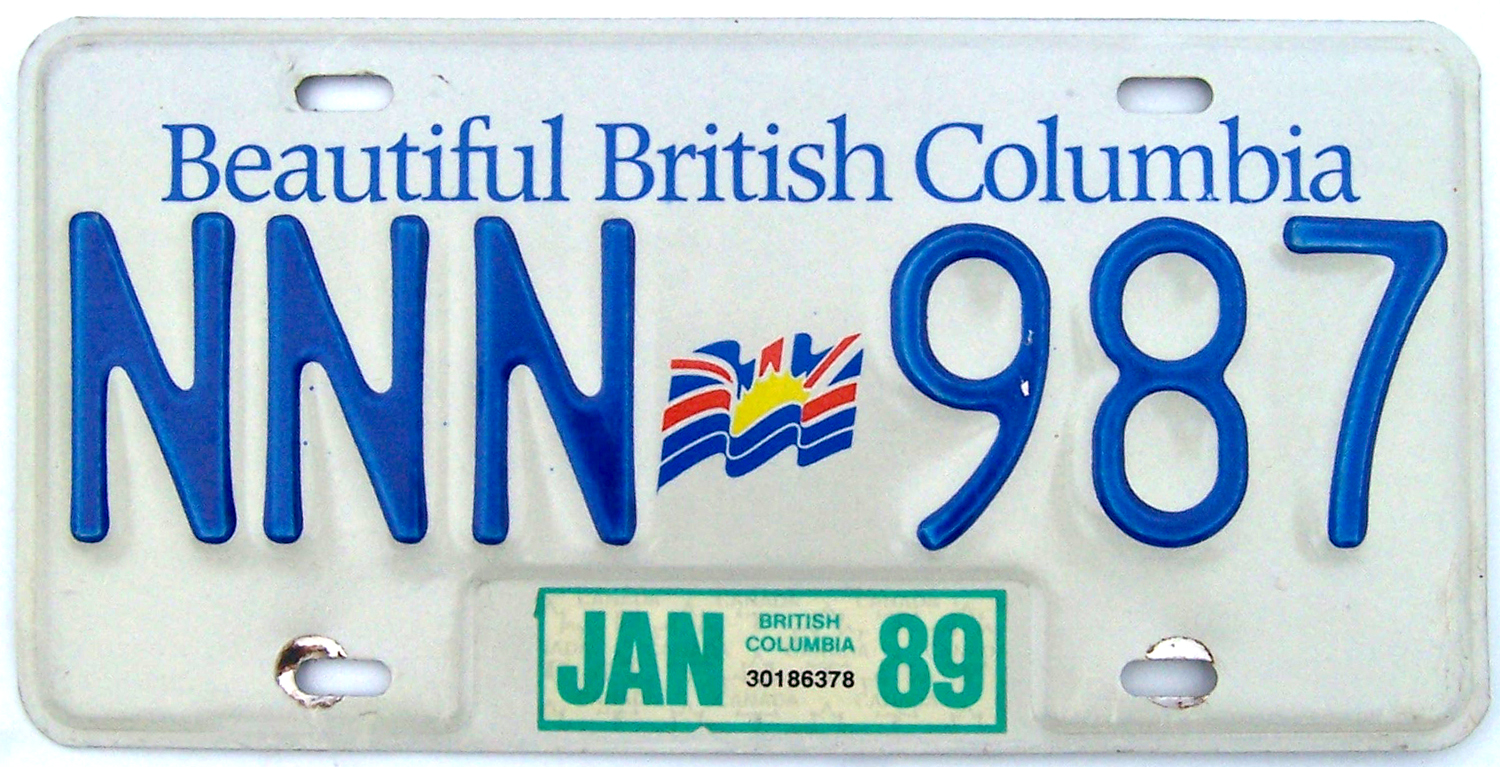 Beautiful British Columbia
NNN 987
JAN BRITISH COLUMBIA 30186378 89